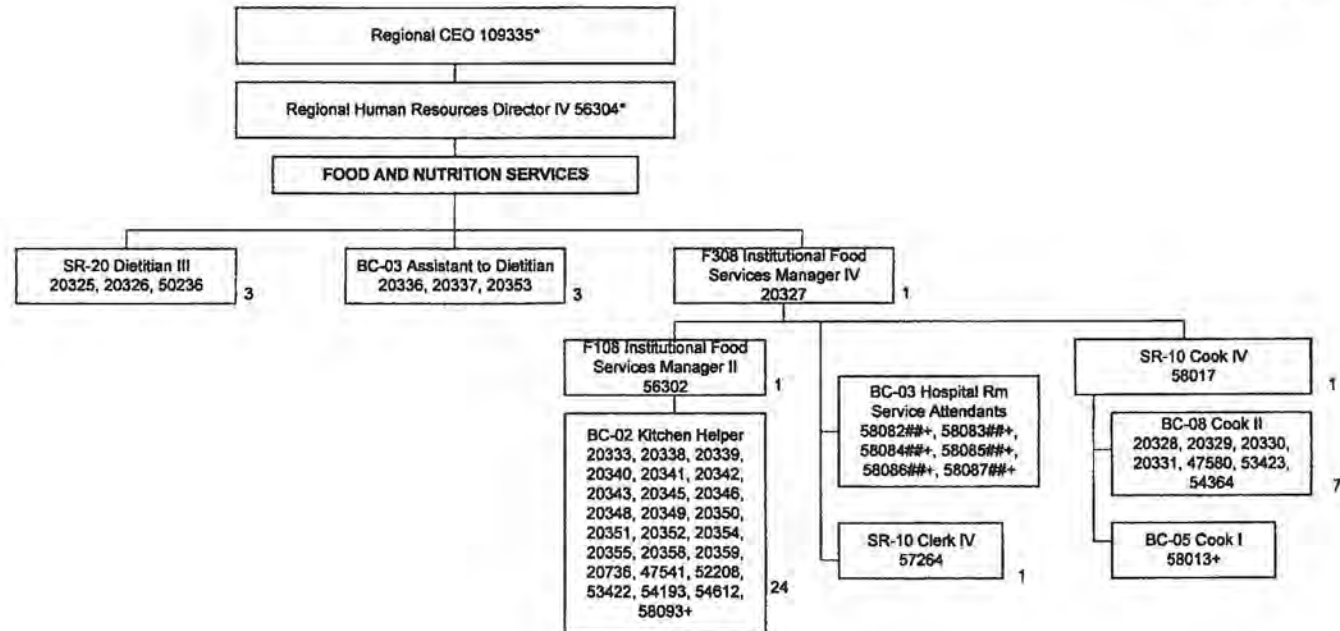 Regional CEO 109335*
Regional Human Resources Director IV 56304*
FOOD AND NUTRITION SERVICES
SR-20 Dietitian III
20325, 20326, 50236
3
BC-03 Assistant to Dietitian
20336, 20337, 20353
3
F308 Institutional Food
Services Manager IV
20327
1
F108 Institutional Food
Services Manager II
56302
1
BC-02 Kitchen Helper
20333, 20338, 20339,
20340, 20341, 20342,
20343, 20345, 20346,
20348, 20349, 20350,
20351, 20352, 20354,
20355, 20358, 20359,
20736, 47541, 52208,
53422, 54193, 54612,
58093+
24
BC-03 Hospital Rm
Service Attendants
58082##+, 58083##+,
58084##+, 58085##+,
58086##+, 58087##+
SR-10 Clerk IV
57264
1
SR-10 Cook IV
58017
1
BC-08 Cook II
20328, 20329, 20330,
20331, 47580, 53423,
54364
7
BC-05 Cook I
58013+